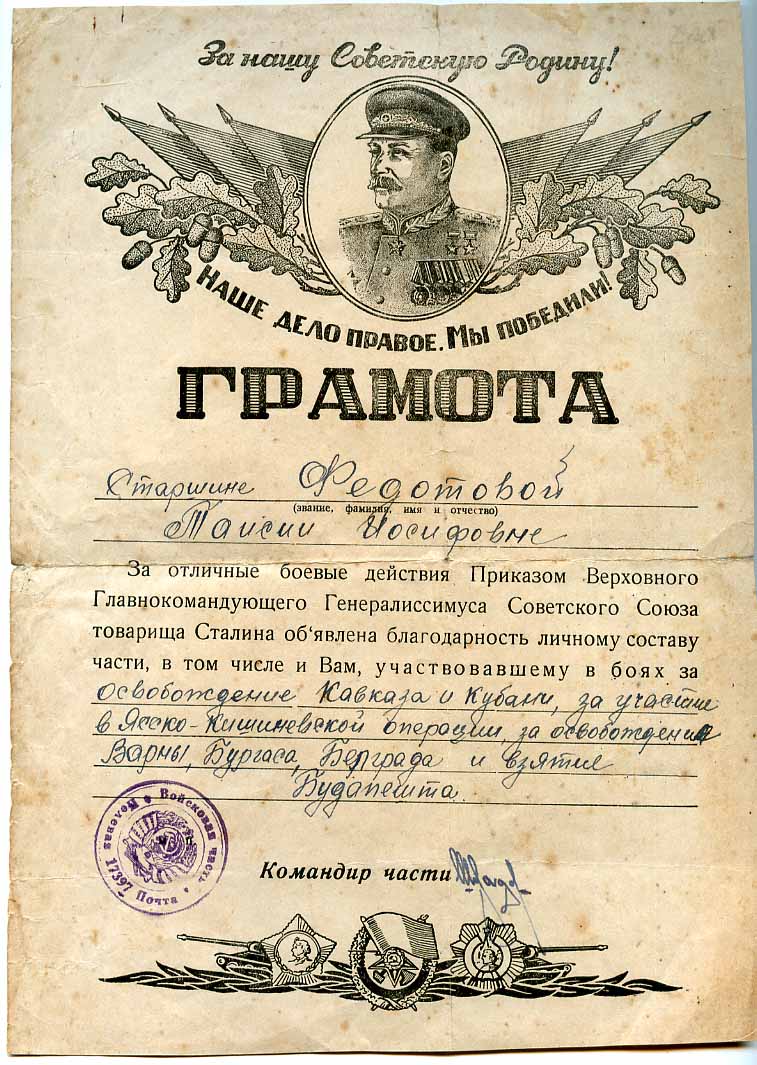 За нашу Советскую Родину!
НАШЕ ДЕЛО ПРАВОЕ. МЫ ПОБЕДИЛИ!
ГРАМОТА
Старшине Федотовой
(звание, фамилия, имя и отчество)
Таисии Иосифовне
За отличные боевые действия Приказом Верховного
Главнокомандующего Генералиссимуса Советского Союза
товарища Сталина об‘явлена благодарность личному составу
части, в том числе и Вам, участвовавшему в боях за
освобождение Кавказа и Кубани, за участие
в Ясско-Кишиневской операции, за освобождение
Варны, Бургаса, Белграда и взятие
Будапешта.
Войсковая часть
Полевая Почта 17397
Командир части